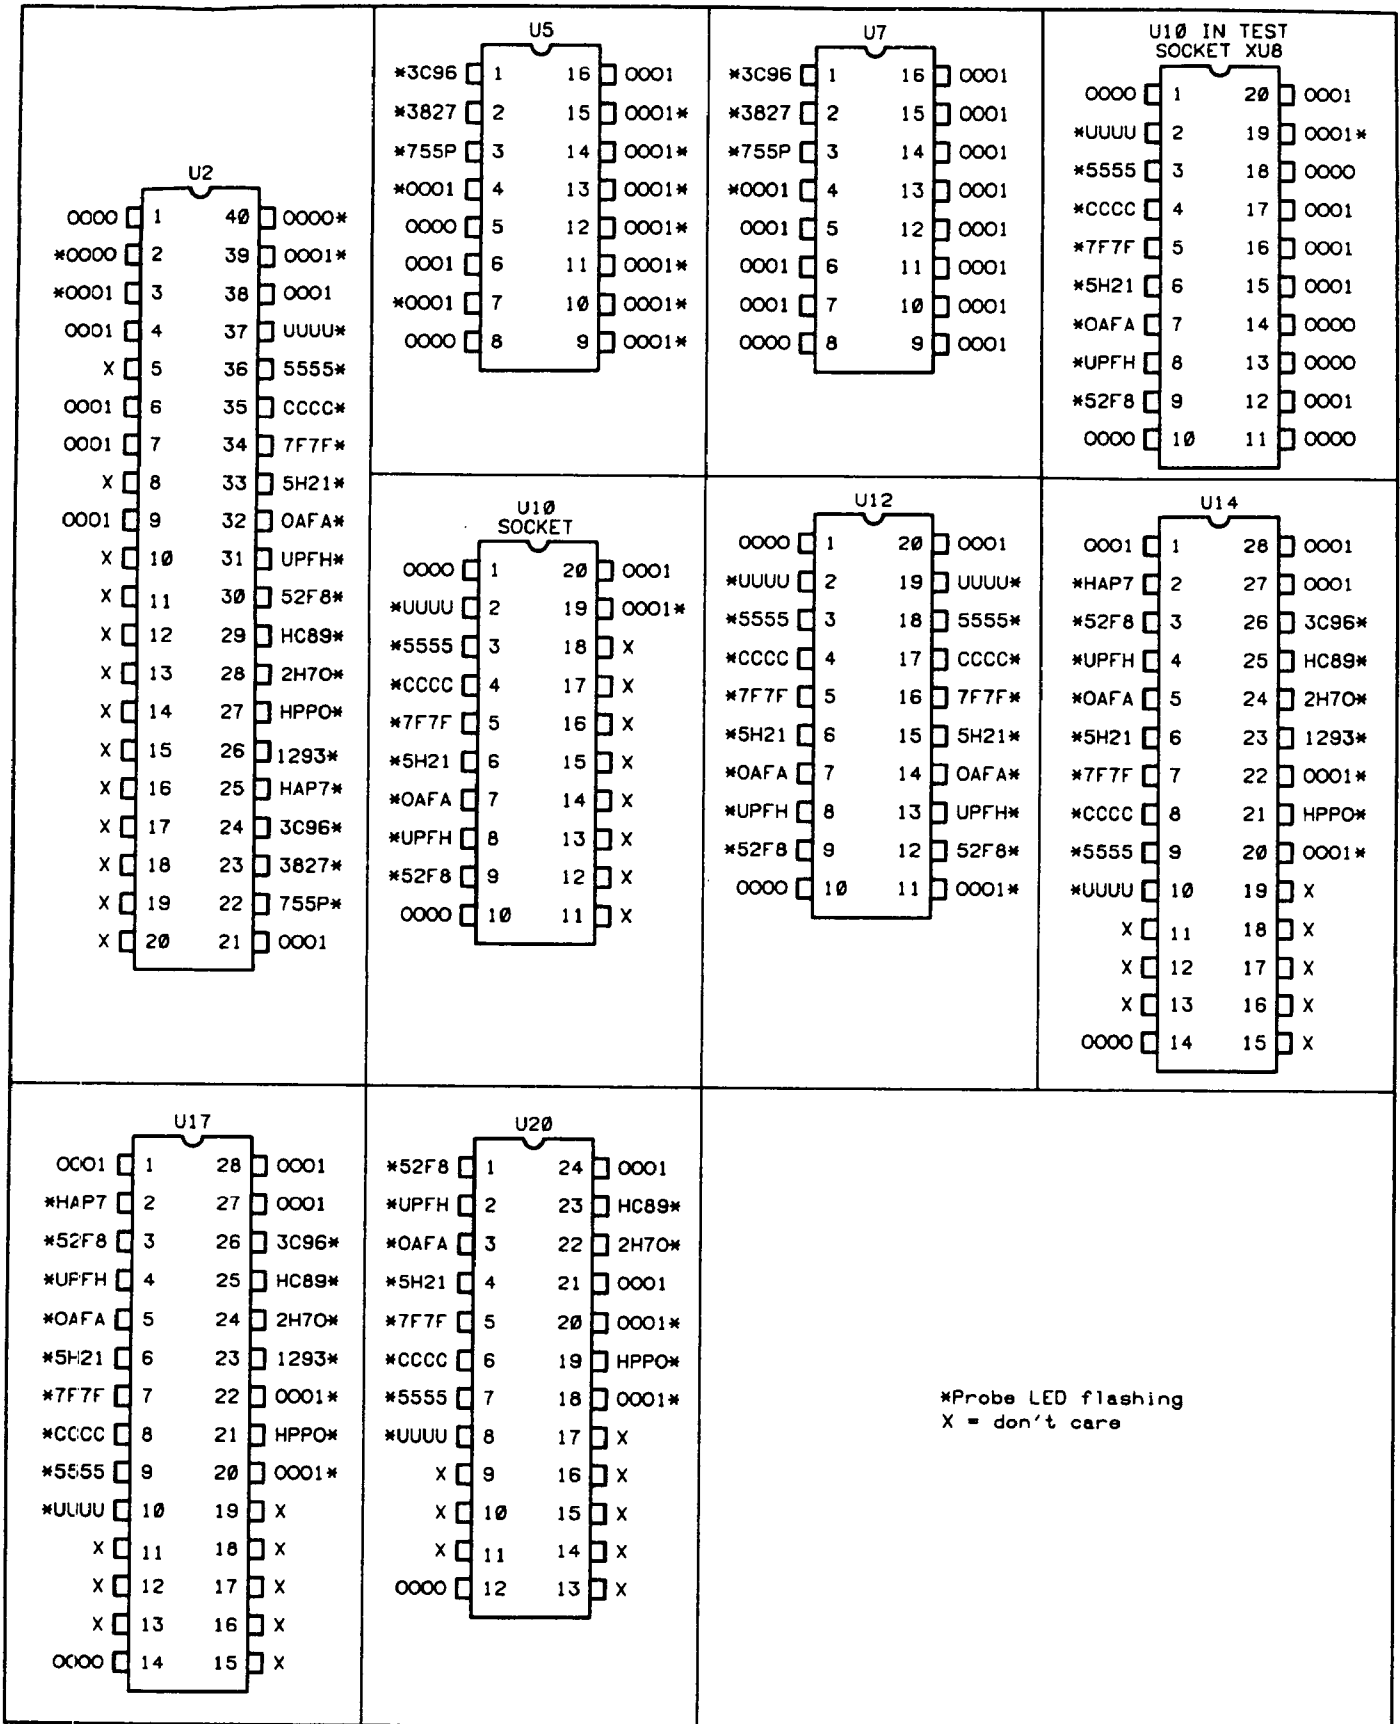 U2
0000 1 40 0000*
*0000 2 39 0001*
*0001 3 38 0001
0001 4 37 UUUU*
X 5 36 5555*
0001 6 35 CCCC*
0001 7 34 7F7F*
X 8 33 5H21*
0001 9 32 0AFA*
X 10 31 UPFH*
X 11 30 52F8*
X 12 29 HC89*
X 13 28 2H70*
X 14 27 HPP0*
X 15 26 1293*
X 16 25 HAP7*
X 17 24 3C96*
X 18 23 3827*
X 19 22 755P*
X 20 21 0001
U5
*3C96 1 16 0001
*3827 2 15 0001*
*755P 3 14 0001*
*0001 4 13 0001*
0000 5 12 0001*
0001 6 11 0001*
*0001 7 10 0001*
0000 8 9 0001*
U7
*3C96 1 16 0001
*3827 2 15 0001
*755P 3 14 0001
*0001 4 13 0001
0001 5 12 0001
0001 6 11 0001
0001 7 10 0001
0000 8 9 0001
U10 IN TEST
SOCKET XU8
0000 1 20 0001
*UUUU 2 19 0001*
*5555 3 18 0000
*CCCC 4 17 0001
*7F7F 5 16 0001
*5H21 6 15 0001
*0AFA 7 14 0000
*UPFH 8 13 0000
*52F8 9 12 0001
0000 10 11 0000
U10
SOCKET
0000 1 20 0001
*UUUU 2 19 0001*
*5555 3 18 X
*CCCC 4 17 X
*7F7F 5 16 X
*5H21 6 15 X
*0AFA 7 14 X
*UPFH 8 13 X
*52F8 9 12 X
0000 10 11 X
U12
0000 1 20 0001
*UUUU 2 19 UUUU*
*5555 3 18 5555*
*CCCC 4 17 CCCC*
*7F7F 5 16 7F7F*
*5H21 6 15 5H21*
*0AFA 7 14 0AFA*
*UPFH 8 13 UPFH*
*52F8 9 12 52F8*
0000 10 11 0001*
U14
0001 1 28 0001
*HAP7 2 27 0001
*52F8 3 26 3C96*
*UPFH 4 25 HC89*
*0AFA 5 24 2H70*
*5H21 6 23 1293*
*7F7F 7 22 0001*
*CCCC 8 21 HPP0*
*5555 9 20 0001*
*UUUU 10 19 X
X 11 18 X
X 12 17 X
X 13 16 X
0000 14 15 X
U17
0001 1 28 0001
*HAP7 2 27 0001
*52F8 3 26 3C96*
*UPFH 4 25 HC89*
*0AFA 5 24 2H70*
*5H21 6 23 1293*
*7F7F 7 22 0001*
*CCCC 8 21 HPP0*
*5555 9 20 0001*
*UUUU 10 19 X
X 11 18 X
X 12 17 X
X 13 16 X
0000 14 15 X
U20
*52F8 1 24 0001
*UPFH 2 23 HC89*
*0AFA 3 22 2H70*
*5H21 4 21 0001
*7F7F 5 20 0001*
*CCCC 6 19 HPP0*
*5555 7 18 0001*
*UUUU 8 17 X
X 9 16 X
X 10 15 X
X 11 14 X
0000 12 13 X
*Probe LED flashing
X = don't care